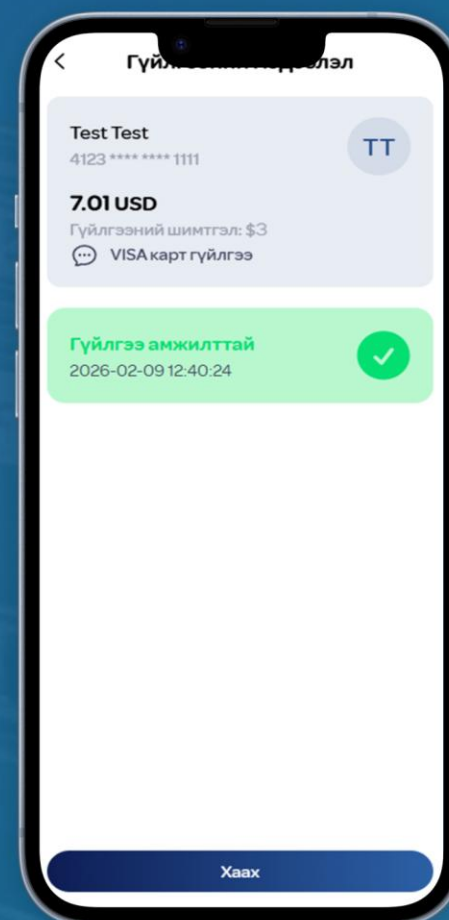 Test Test
TT
4123 **** **** 1111
7.01 USD
Гүйлгээний шимтгэл: $3
VISA карт гүйлгээ
Гүйлгээ амжилттай
2026-02-09 12:40:24
Хаах